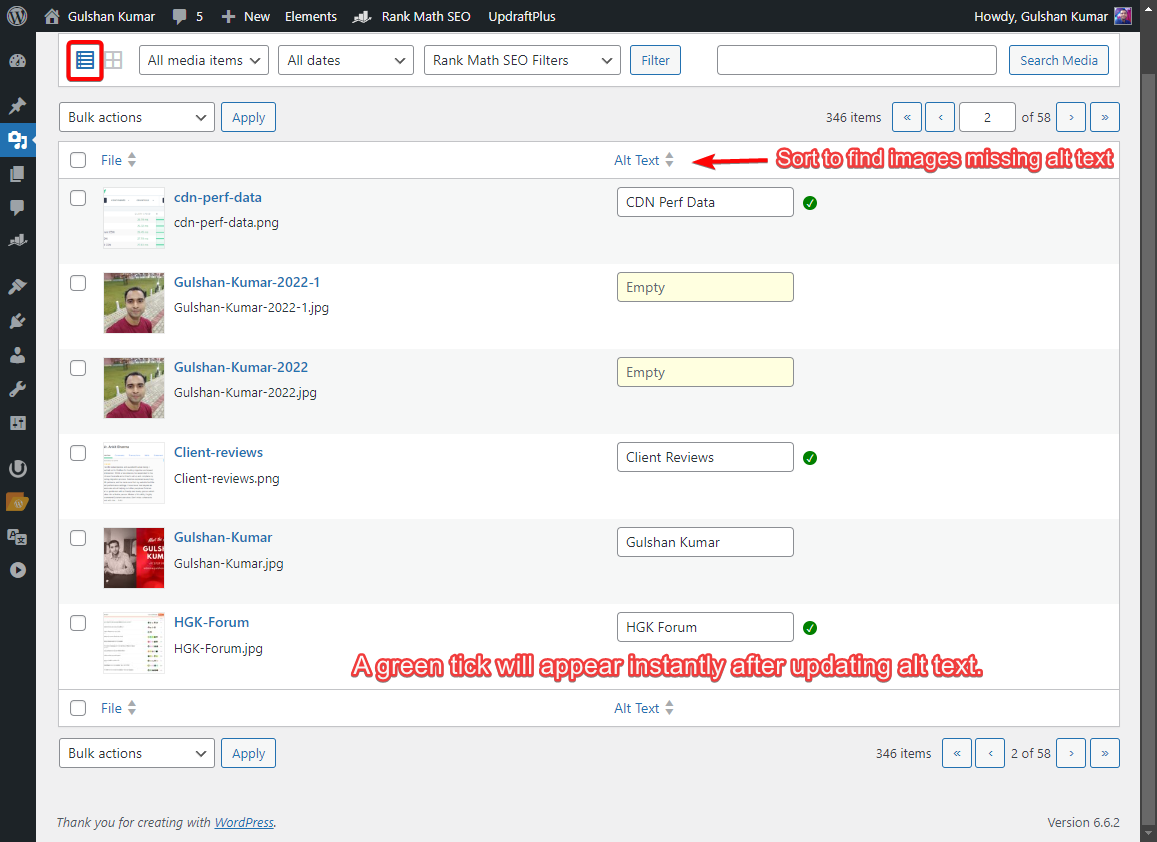 Gulshan Kumar 5 New Elements Rank Math SEO UpdraftPlus Howdy, Gulshan Kumar
All media items All dates Rank Math SEO Filters Filter Search Media
Bulk actions Apply 346 items « ‹ 2 of 58 › »
File Alt Text Sort to find images missing alt text
cdn-perf-data CDN Perf Data
cdn-perf-data.png
Gulshan-Kumar-2022-1 Empty
Gulshan-Kumar-2022-1.jpg
Gulshan-Kumar-2022 Empty
Gulshan-Kumar-2022.jpg
Client-reviews Client Reviews
Client-reviews.png
Gulshan-Kumar Gulshan Kumar
Gulshan-Kumar.jpg
HGK-Forum HGK Forum
HGK-Forum.jpg
A green tick will appear instantly after updating alt text.
File Alt Text
Bulk actions Apply 346 items « ‹ 2 of 58 › »
Thank you for creating with WordPress. Version 6.6.2